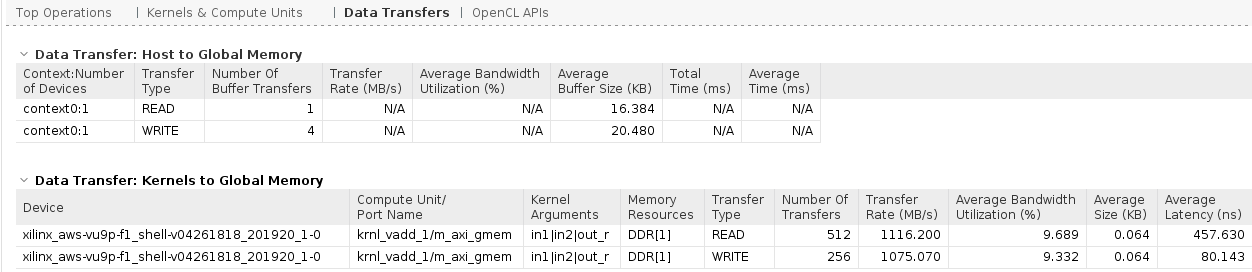 Top Operations | Kernels & Compute Units | Data Transfers | OpenCL APIs
Data Transfer: Host to Global Memory
Context:Number of Devices Transfer Type Number Of Buffer Transfers Transfer Rate (MB/s) Average Bandwidth Utilization (%) Average Buffer Size (KB) Total Time (ms) Average Time (ms)
context0:1 READ 1 N/A N/A 16.384 N/A N/A
context0:1 WRITE 4 N/A N/A 20.480 N/A N/A
Data Transfer: Kernels to Global Memory
Device Compute Unit/ Port Name Kernel Arguments Memory Resources Transfer Type Number Of Transfers Transfer Rate (MB/s) Average Bandwidth Utilization (%) Average Size (KB) Average Latency (ns)
xilinx_aws-vu9p-f1_shell-v04261818_201920_1-0 krnl_vadd_1/m_axi_gmem in1|in2|out_r DDR[1] READ 512 1116.200 9.689 0.064 457.630
xilinx_aws-vu9p-f1_shell-v04261818_201920_1-0 krnl_vadd_1/m_axi_gmem in1|in2|out_r DDR[1] WRITE 256 1075.070 9.332 0.064 80.143